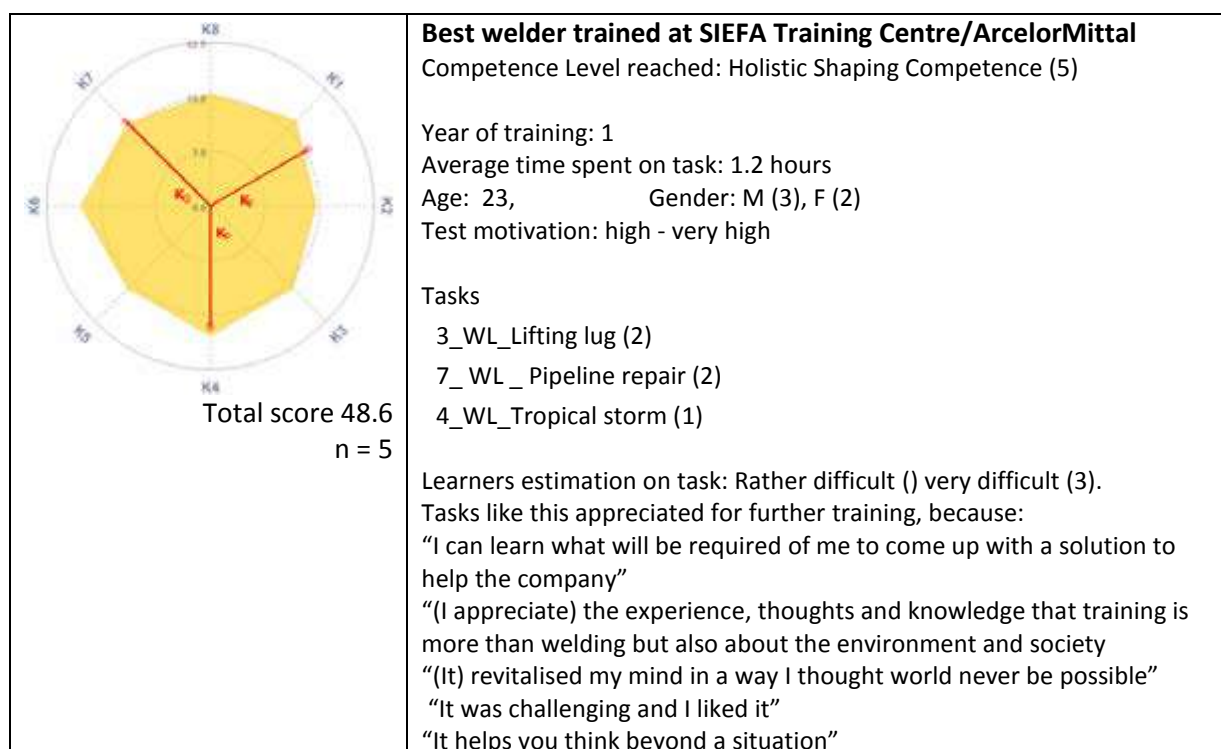 K8
K7
K1
K6
K2
K5
K3
K4
Total score 48.6
n = 5
Best welder trained at SIEFA Training Centre/ArcelorMittal
Competence Level reached: Holistic Shaping Competence (5)
Year of training: 1
Average time spent on task: 1.2 hours
Age: 23, Gender: M (3), F (2)
Test motivation: high - very high
Tasks
3_WL_Lifting lug (2)
7_ WL _ Pipeline repair (2)
4_WL_Tropical storm (1)
Learners estimation on task: Rather difficult () very difficult (3).
Tasks like this appreciated for further training, because:
“I can learn what will be required of me to come up with a solution to
help the company”
“(I appreciate) the experience, thoughts and knowledge that training is
more than welding but also about the environment and society
“(It) revitalised my mind in a way I thought world never be possible”
“It was challenging and I liked it”
“It helps you think beyond a situation”